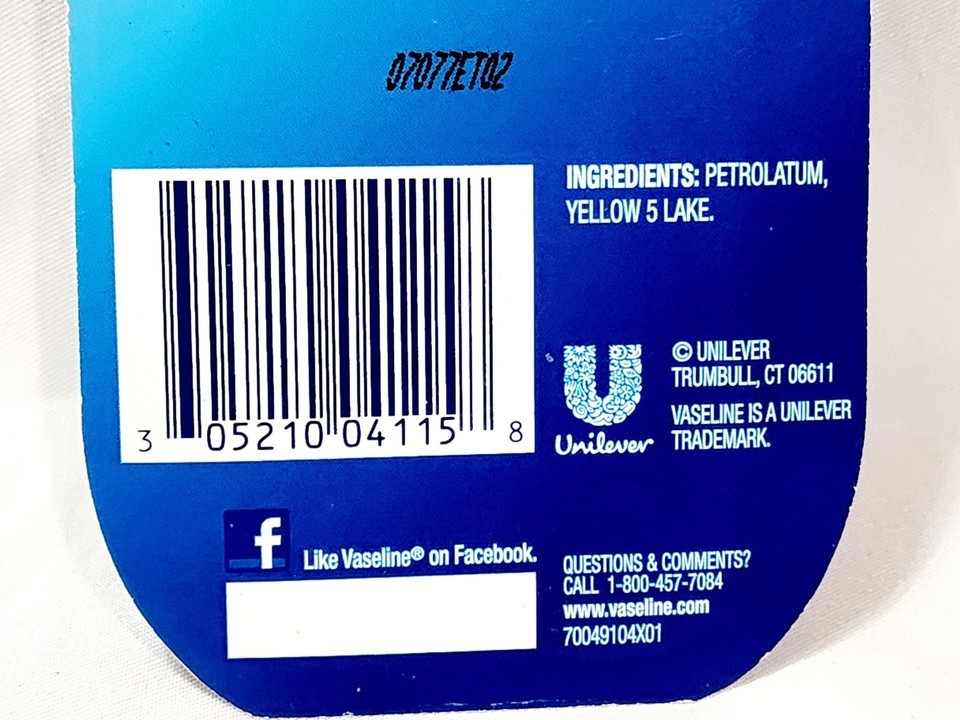 07077ET02
INGREDIENTS: PETROLATUM,
YELLOW 5 LAKE.
3 05210 04115 8
Unilever
© UNILEVER
TRUMBULL, CT 06611
VASELINE IS A UNILEVER
TRADEMARK.
f
Like Vaseline® on Facebook.
QUESTIONS & COMMENTS?
CALL 1-800-457-7084
www.vaseline.com
70049104X01